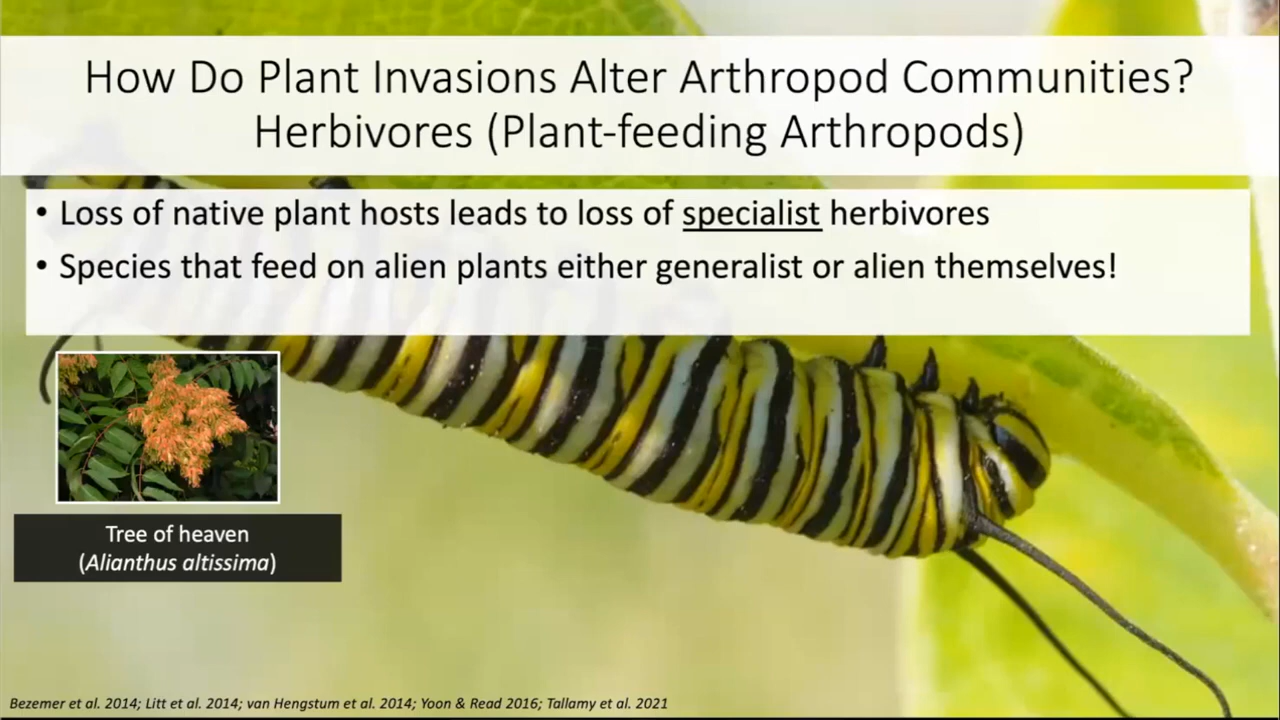 How Do Plant Invasions Alter Arthropod Communities?
Herbivores (Plant-feeding Arthropods)
• Loss of native plant hosts leads to loss of specialist herbivores
• Species that feed on alien plants either generalist or alien themselves!
Tree of heaven
(Alianthus altissima)
Bezemer et al. 2014; Litt et al. 2014; van Hengstum et al. 2014; Yoon & Read 2016; Tallamy et al. 2021